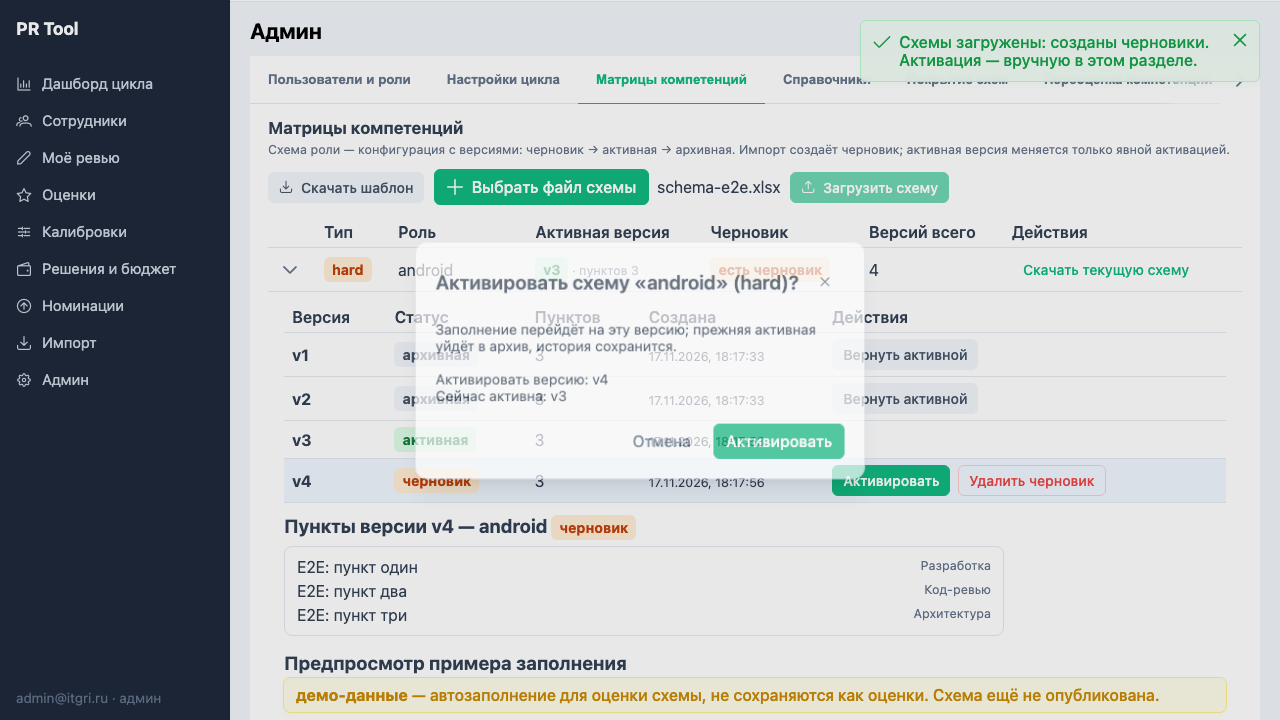 PR Tool
Дашборд цикла
Сотрудники
Моё ревью
Оценки
Калибровки
Решения и бюджет
Номинации
Импорт
Админ
admin@itgri.ru · админ
Админ
Схемы загружены: созданы черновики.
Активация — вручную в этом разделе.
Пользователи и роли
Настройки цикла
Матрицы компетенций
Справочники
Матрицы компетенций
Схема роли — конфигурация с версиями: черновик → активная → архивная. Импорт создаёт черновик; активная версия меняется только явной активацией.
Скачать шаблон
Выбрать файл схемы
schema-e2e.xlsx
Загрузить схему
Тип Роль Активная версия Черновик Версий всего Действия
hard android v3 · пунктов 3 есть черновик 4 Скачать текущую схему
Активировать схему «android» (hard)?
Заполнение перейдёт на эту версию; прежняя активная
уйдёт в архив, история сохранится.
Активировать версию: v4
Сейчас активна: v3
Отмена
Активировать
Версия Статус Пунктов Создана Действия
v1 архивная 3 17.11.2026, 18:17:33 Вернуть активной
v2 архивная 3 17.11.2026, 18:17:33 Вернуть активной
v3 активная 3
v4 черновик 3 17.11.2026, 18:17:56 Активировать Удалить черновик
Пункты версии v4 — android черновик
E2E: пункт один Разработка
E2E: пункт два Код-ревью
E2E: пункт три Архитектура
Предпросмотр примера заполнения
демо-данные — автозаполнение для оценки схемы, не сохраняются как оценки. Схема ещё не опубликована.